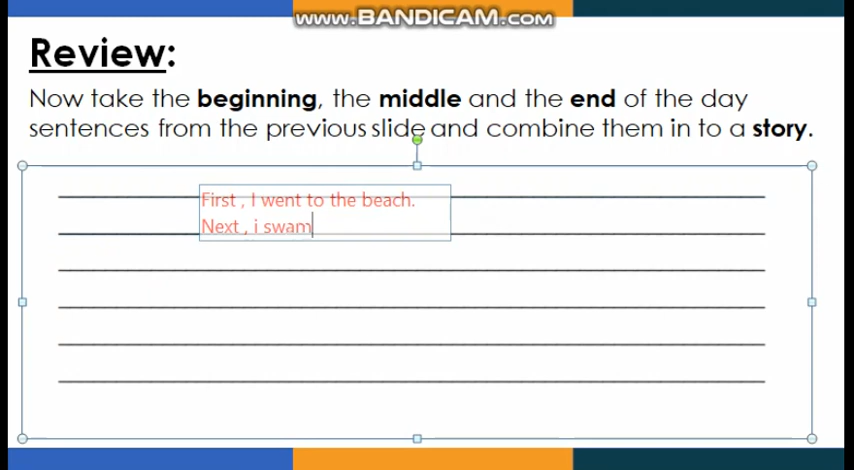 www.BANDICAM.com
Review:
Now take the beginning, the middle and the end of the day
sentences from the previous slide and combine them in to a story.
First , I went to the beach.
Next , i swam